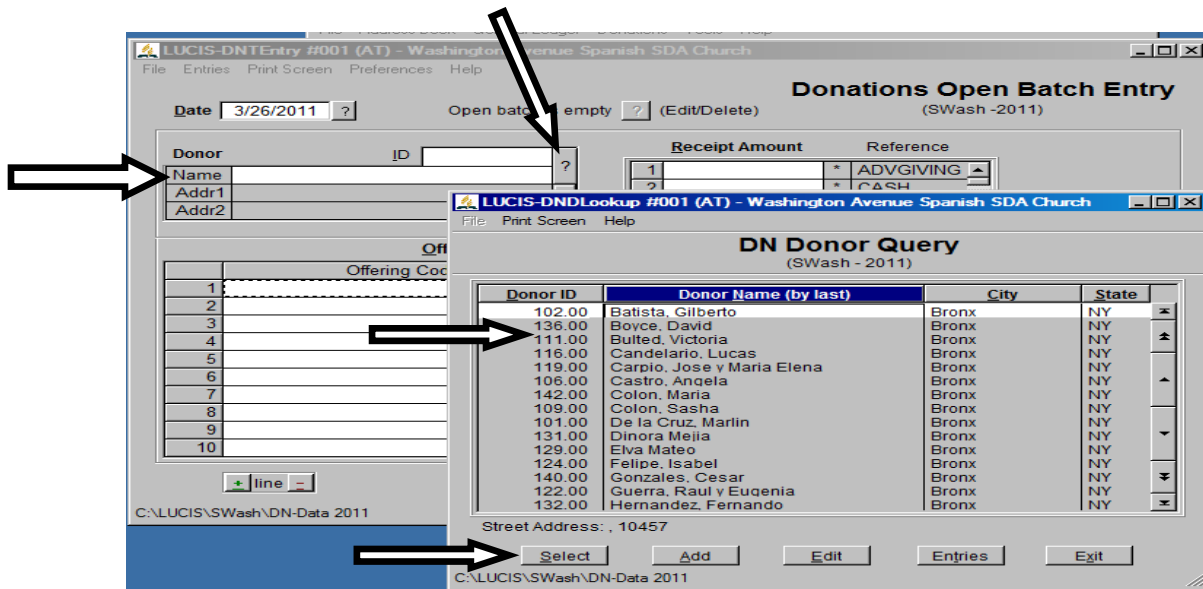 LUCIS-DNTEntry #001 (AT) - Washington Avenue Spanish SDA Church
File Entries Print Screen Preferences Help
Donations Open Batch Entry
(SWash -2011)
Date 3/26/2011 ? Open empty ? (Edit/Delete)
Donor ID ?
Name
Addr1
Addr2
Receipt Amount Reference
1 * ADVGIVING
2 * CASH
Offering
1
2
3
4
5
6
7
8
9
10
+ line -
C:\LUCIS\SWash\DN-Data 2011
LUCIS-DNDLookup #001 (AT) - Washington Avenue Spanish SDA Church
File Print Screen Help
DN Donor Query
(SWash - 2011)
Donor ID Donor Name (by last) City State
102.00 Batista, Gilberto Bronx NY
136.00 Boyce, David Bronx NY
111.00 Bulted, Victoria Bronx NY
116.00 Candelario, Lucas Bronx NY
119.00 Carpio, Jose y Maria Elena Bronx NY
106.00 Castro, Angela Bronx NY
142.00 Colon, Maria Bronx NY
109.00 Colon, Sasha Bronx NY
101.00 De la Cruz, Marlin Bronx NY
131.00 Dinora Mejia Bronx NY
129.00 Elva Mateo Bronx NY
124.00 Felipe, Isabel Bronx NY
140.00 Gonzales, Cesar Bronx NY
122.00 Guerra, Raul y Eugenia Bronx NY
132.00 Hernandez, Fernando Bronx NY
Street Address: , 10457
Select Add Edit Entries Exit
C:\LUCIS\SWash\DN-Data 2011